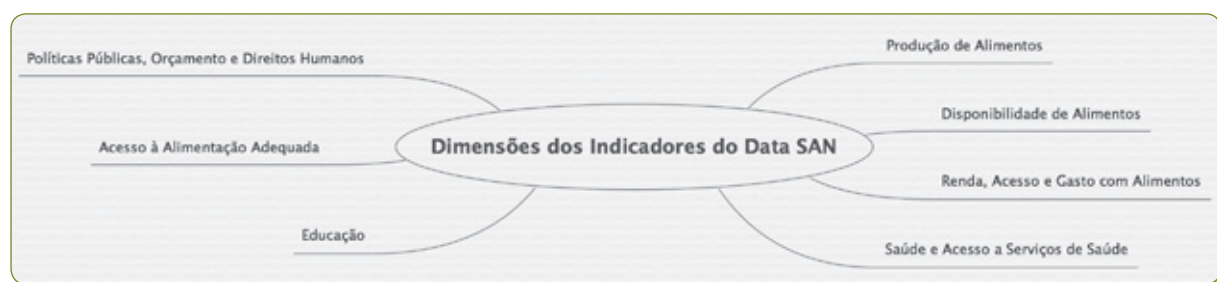 Políticas Públicas, Orçamento e Direitos Humanos
Acesso à Alimentação Adequada
Educação
Dimensões dos Indicadores do Data SAN
Produção de Alimentos
Disponibilidade de Alimentos
Renda, Acesso e Gasto com Alimentos
Saúde e Acesso a Serviços de Saúde